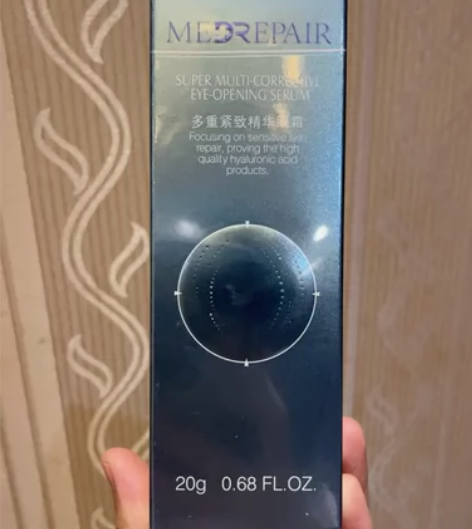 MEDREPAIR
SUPER MULTI-CORRECTIVE
EYE-OPENING SERUM
多重紧致精华眼霜
Focusing on sensitive skin
repair, proving the high
quality hyaluronic acid
products.
20g 0.68 FL.OZ.